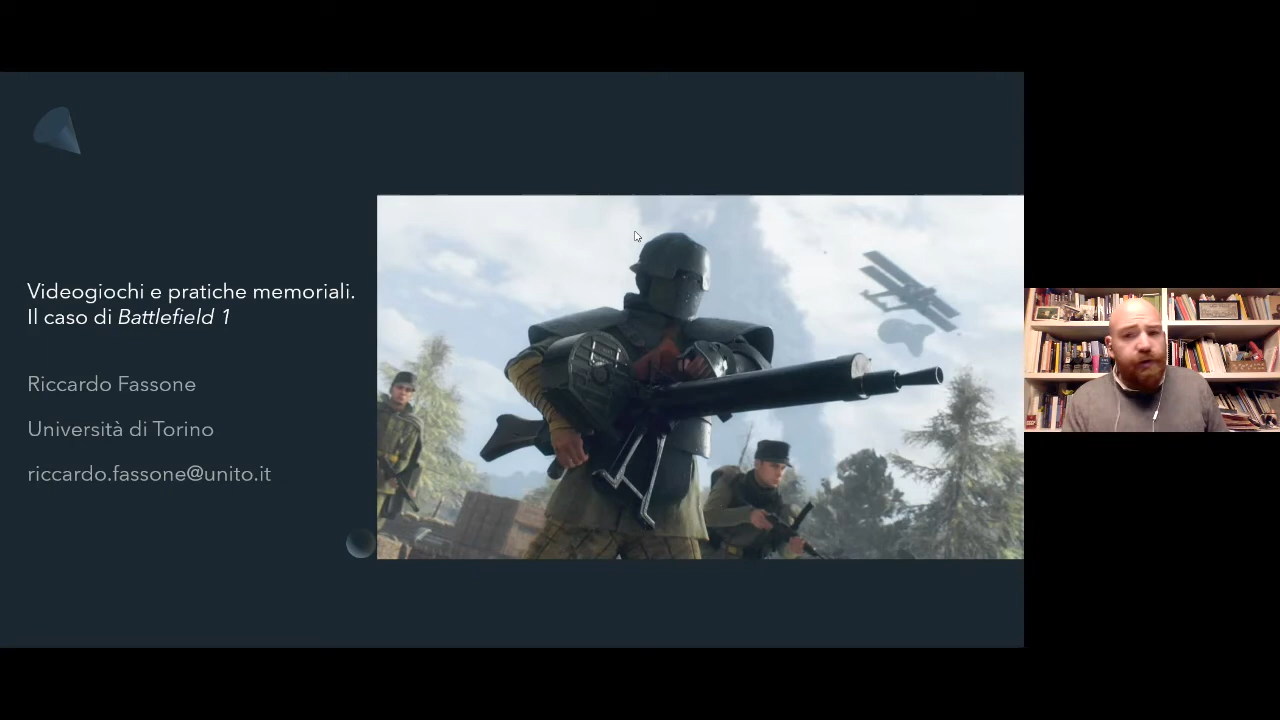 Videogiochi e pratiche memoriali.
Il caso di Battlefield 1
Riccardo Fassone
Università di Torino
riccardo.fassone@unito.it